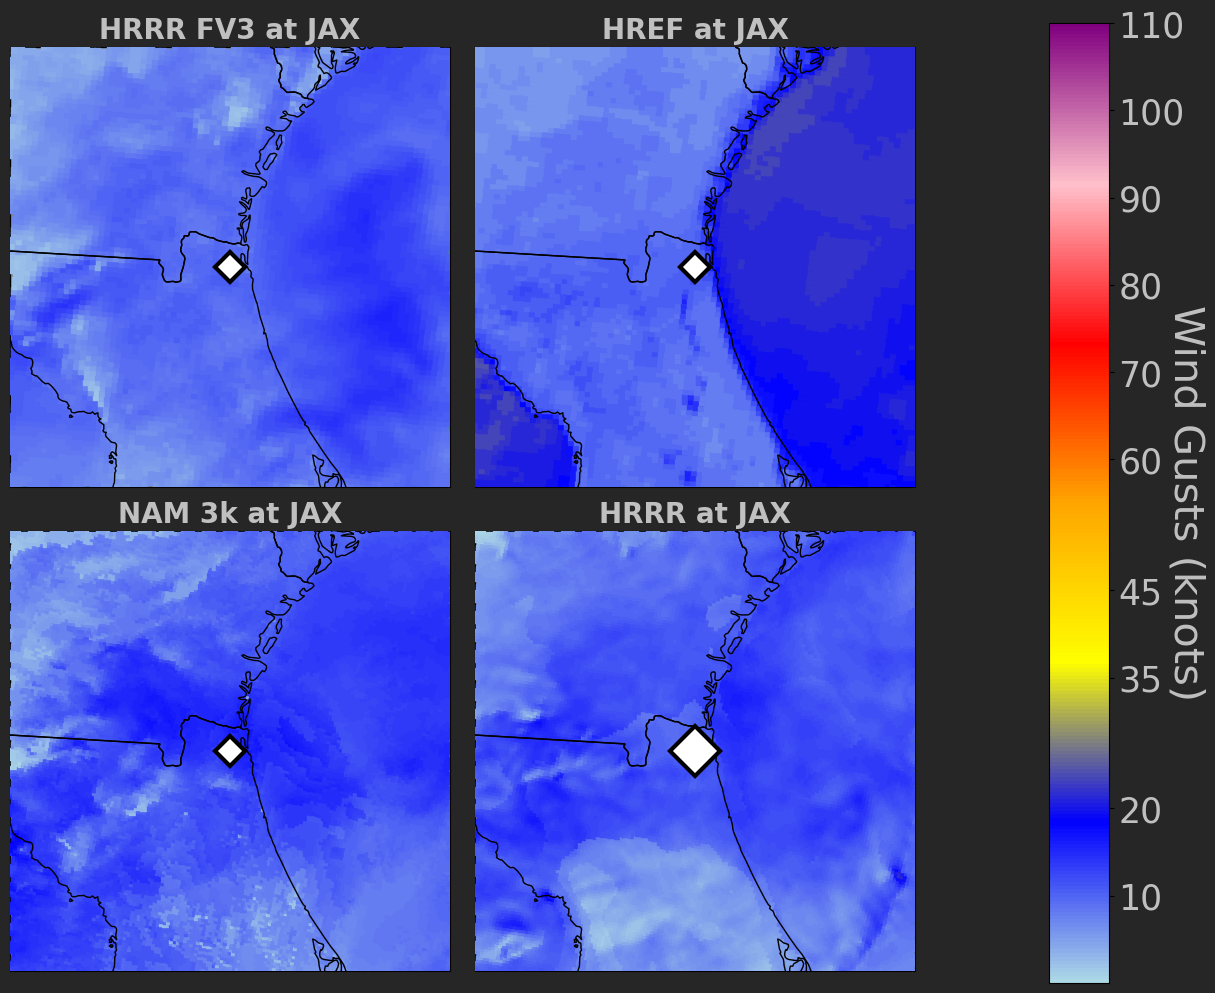 HRRR FV3 at JAX
HREF at JAX
NAM 3k at JAX
HRRR at JAX
110
100
90
80
70
60
45
35
20
10
Wind Gusts (knots)